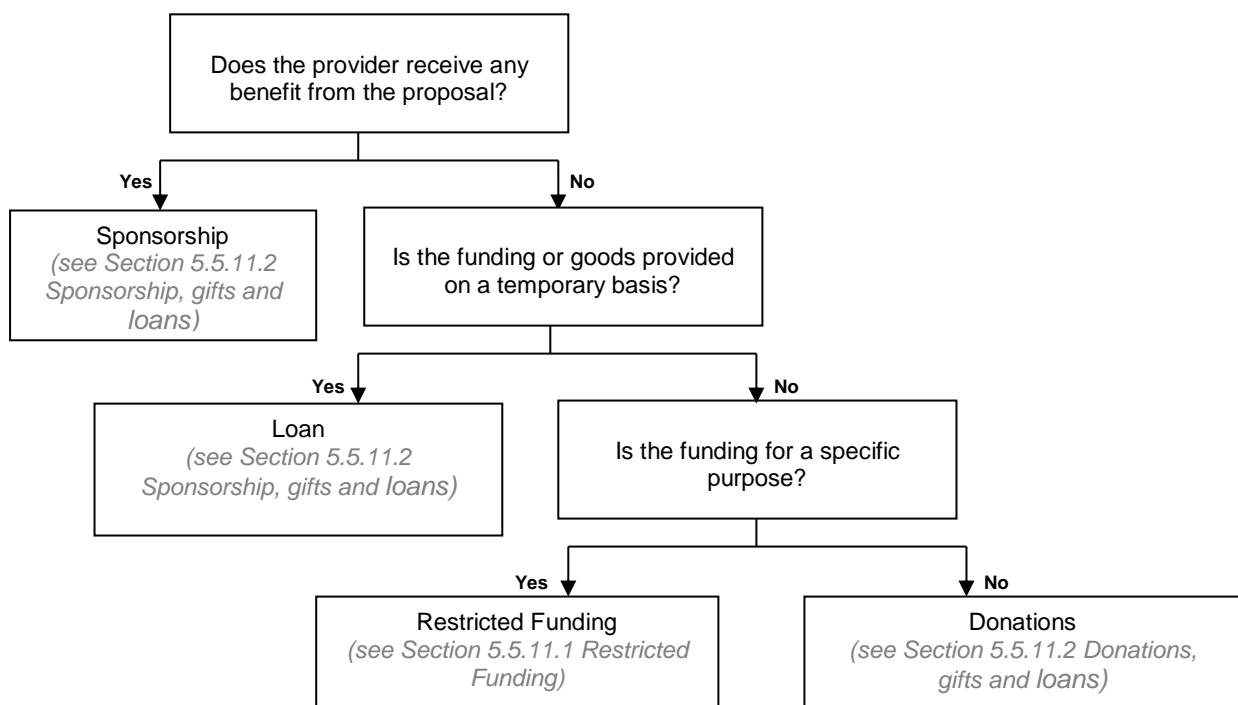 Does the provider receive any
benefit from the proposal?
Yes
No
Sponsorship
(see Section 5.5.11.2
Sponsorship, gifts and
loans)
Is the funding or goods provided
on a temporary basis?
Yes
No
Loan
(see Section 5.5.11.2
Sponsorship, gifts and loans)
Is the funding for a specific
purpose?
Yes
No
Restricted Funding
(see Section 5.5.11.1 Restricted
Funding)
Donations
(see Section 5.5.11.2 Donations,
gifts and loans)